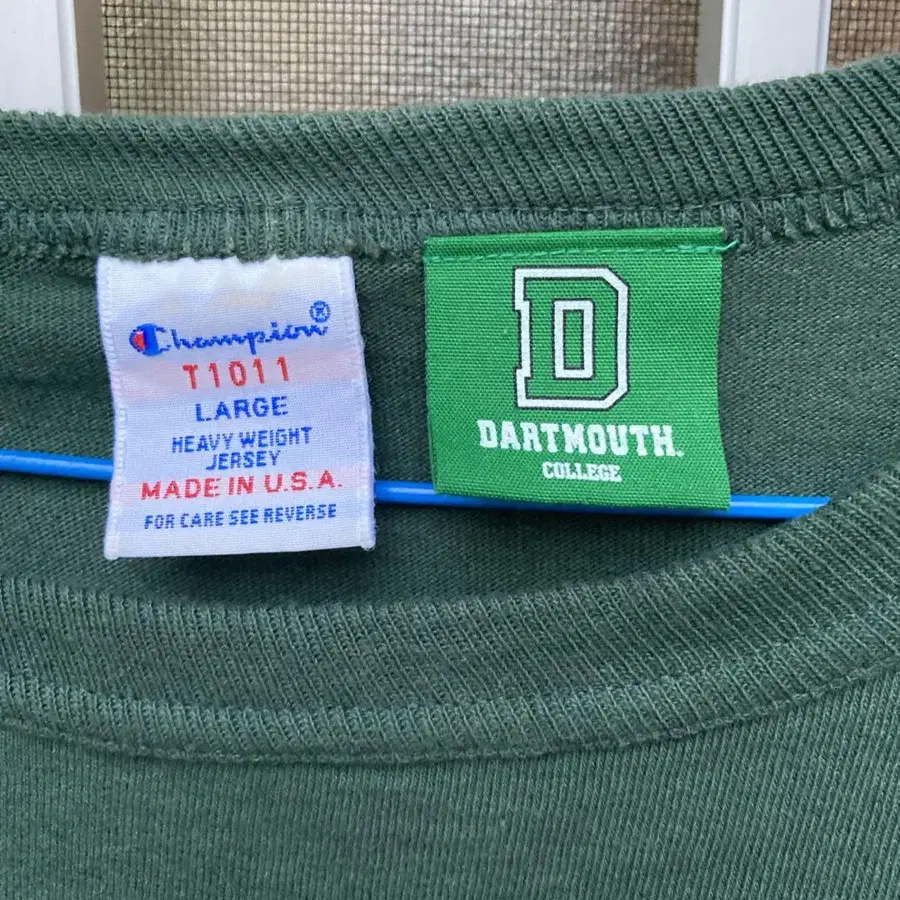 Champion®
T1011
LARGE
HEAVY WEIGHT
JERSEY
MADE IN U.S.A.
FOR CARE SEE REVERSE
D
DARTMOUTH.
COLLEGE